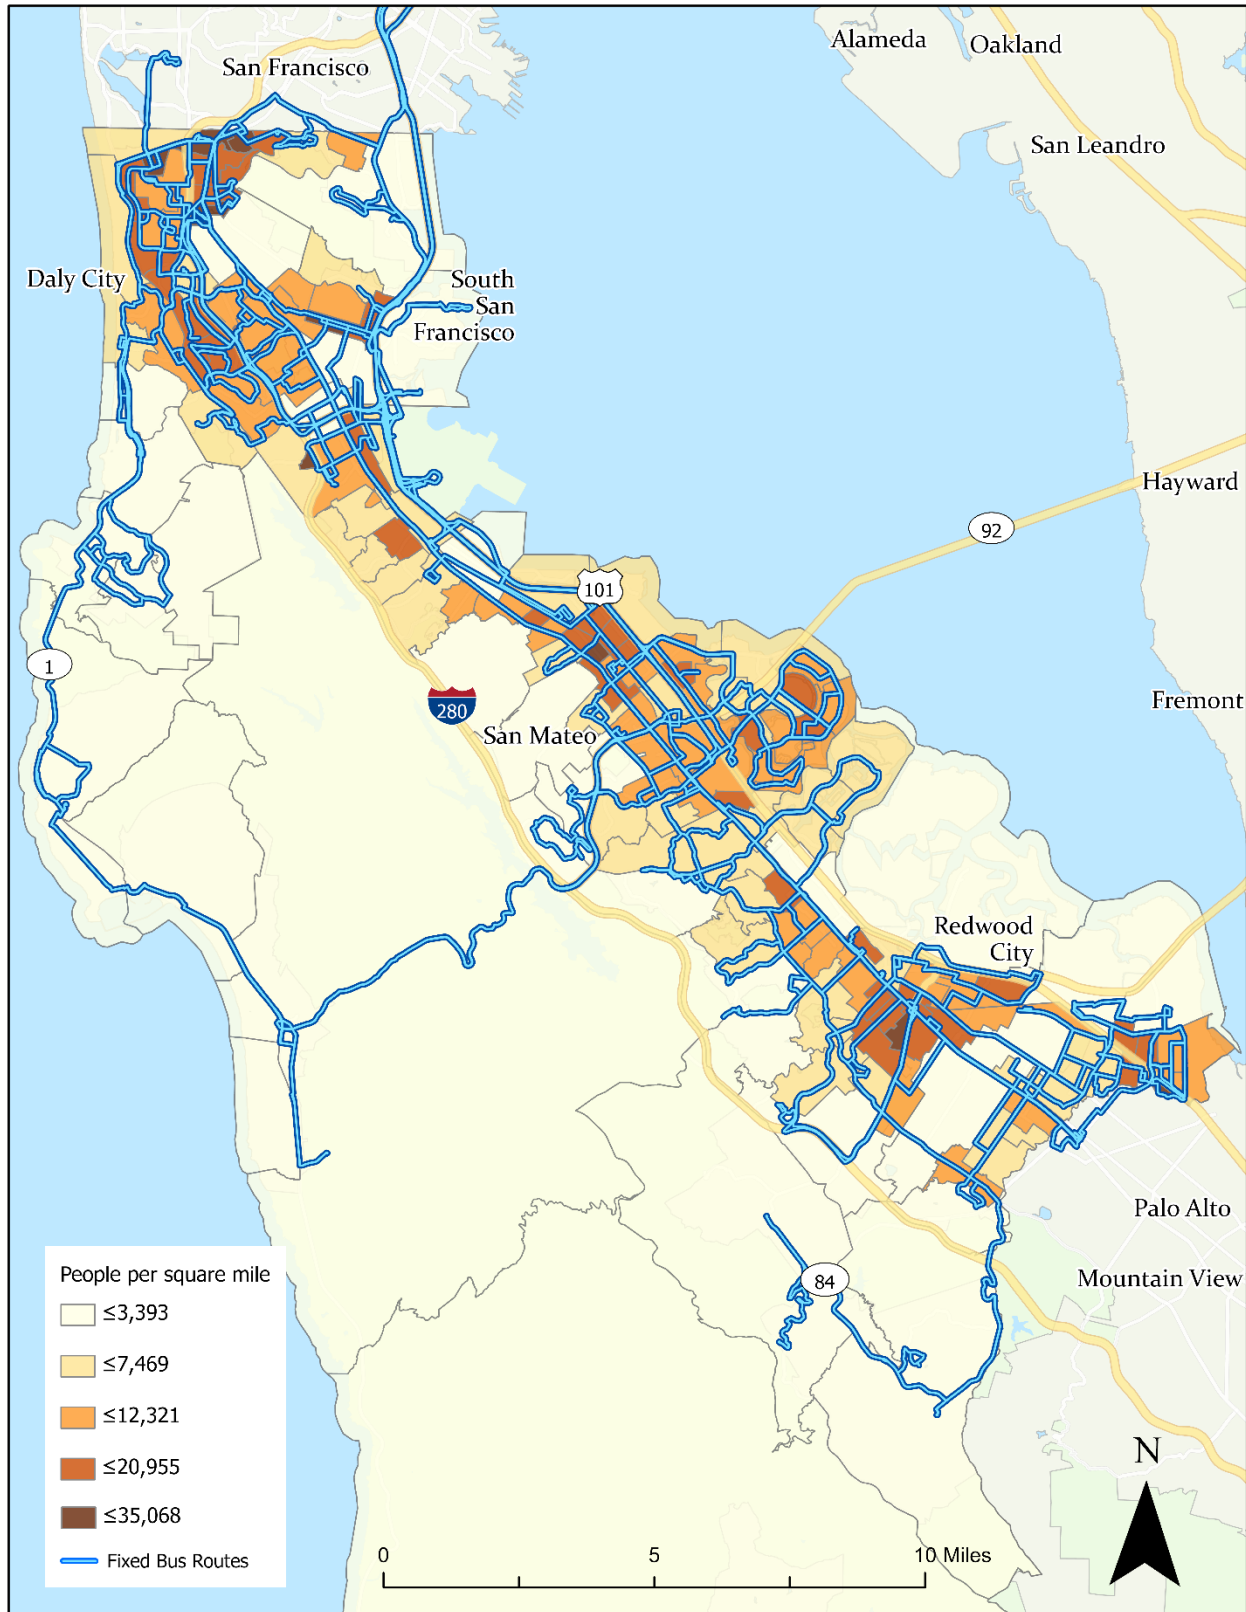 Alameda
Oakland
San Francisco
San Leandro
Daly City
South
San
Francisco
Hayward
92
101
1
Fremont
280
San Mateo
Redwood
City
Palo Alto
84
Mountain View
People per square mile
≤3,393
≤7,469
≤12,321
≤20,955
≤35,068
Fixed Bus Routes
N
0 5 10 Miles